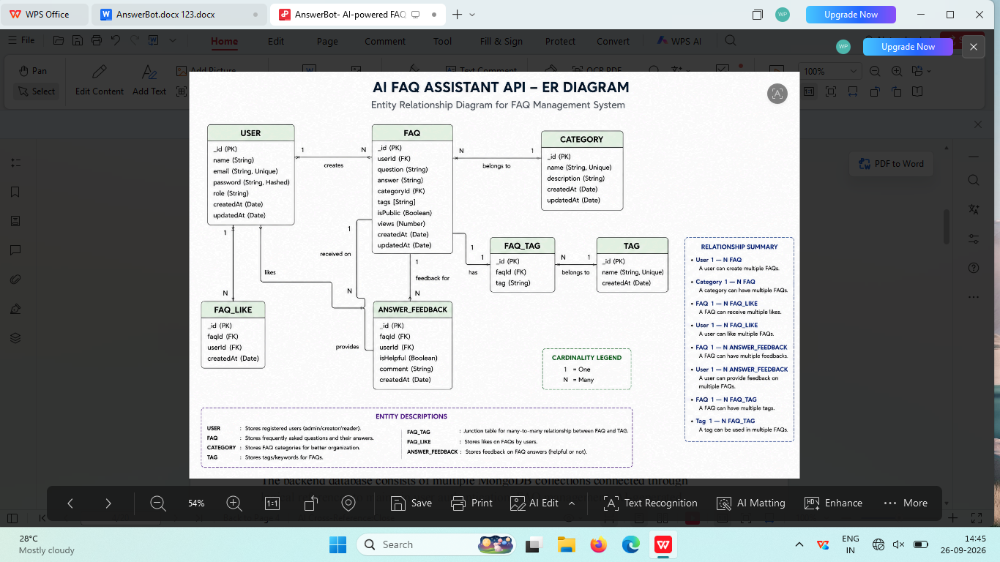 WPS Office
AnswerBot.docx 123.docx
AnswerBot- AI-powered FAQ
WP
Upgrade Now
File
Home
Edit
Page
Comment
Tool
Fill & Sign
Protect
Convert
WPS AI
WP
Upgrade Now
Pan
Select
Edit Content
Add Text
Add Picture
Text Comment
OCR PDF
100%
PDF to Word
AI FAQ ASSISTANT API – ER DIAGRAM
Entity Relationship Diagram for FAQ Management System
USER
_id (PK)
name (String)
email (String, Unique)
password (String, Hashed)
role (String)
createdAt (Date)
updatedAt (Date)
1
N
creates
FAQ
_id (PK)
userId (FK)
question (String)
answer (String)
categoryId (FK)
tags [String]
isPublic (Boolean)
views (Number)
createdAt (Date)
updatedAt (Date)
N
1
belongs to
CATEGORY
_id (PK)
name (String, Unique)
description (String)
createdAt (Date)
updatedAt (Date)
1
N
likes
1
received on
N
1
feedback for
N
provides
1
1
has
FAQ_TAG
_id (PK)
faqId (FK)
tag (String)
N
1
belongs to
TAG
_id (PK)
name (String, Unique)
createdAt (Date)
FAQ_LIKE
_id (PK)
faqId (FK)
userId (FK)
createdAt (Date)
ANSWER_FEEDBACK
_id (PK)
faqId (FK)
userId (FK)
isHelpful (Boolean)
comment (String)
createdAt (Date)
CARDINALITY LEGEND
1 = One
N = Many
RELATIONSHIP SUMMARY
• User 1 — N FAQ
A user can create multiple FAQs.
• Category 1 — N FAQ
A category can have multiple FAQs.
• FAQ 1 — N FAQ_LIKE
A FAQ can receive multiple likes.
• User 1 — N FAQ_LIKE
A user can like multiple FAQs.
• FAQ 1 — N ANSWER_FEEDBACK
A FAQ can have multiple feedbacks.
• User 1 — N ANSWER_FEEDBACK
A user can provide feedback on
multiple FAQs.
• FAQ 1 — N FAQ_TAG
A FAQ can have multiple tags.
• Tag 1 — N FAQ_TAG
A tag can be used in multiple FAQs.
ENTITY DESCRIPTIONS
USER : Stores registered users (admin/creator/reader).
FAQ : Stores frequently asked questions and their answers.
CATEGORY : Stores FAQ categories for better organization.
TAG : Stores tags/keywords for FAQs.
FAQ_TAG : Junction table for many-to-many relationship between FAQ and TAG.
FAQ_LIKE : Stores likes on FAQs by users.
ANSWER_FEEDBACK : Stores feedback on FAQ answers (helpful or not).
The backend database consists of multiple MongoDB collections connected through
54%
1:1
Save
Print
AI Edit
Text Recognition
AI Matting
HD
Enhance
More
28°C
Mostly cloudy
Search
ENG
IN
14:45
26-09-2026